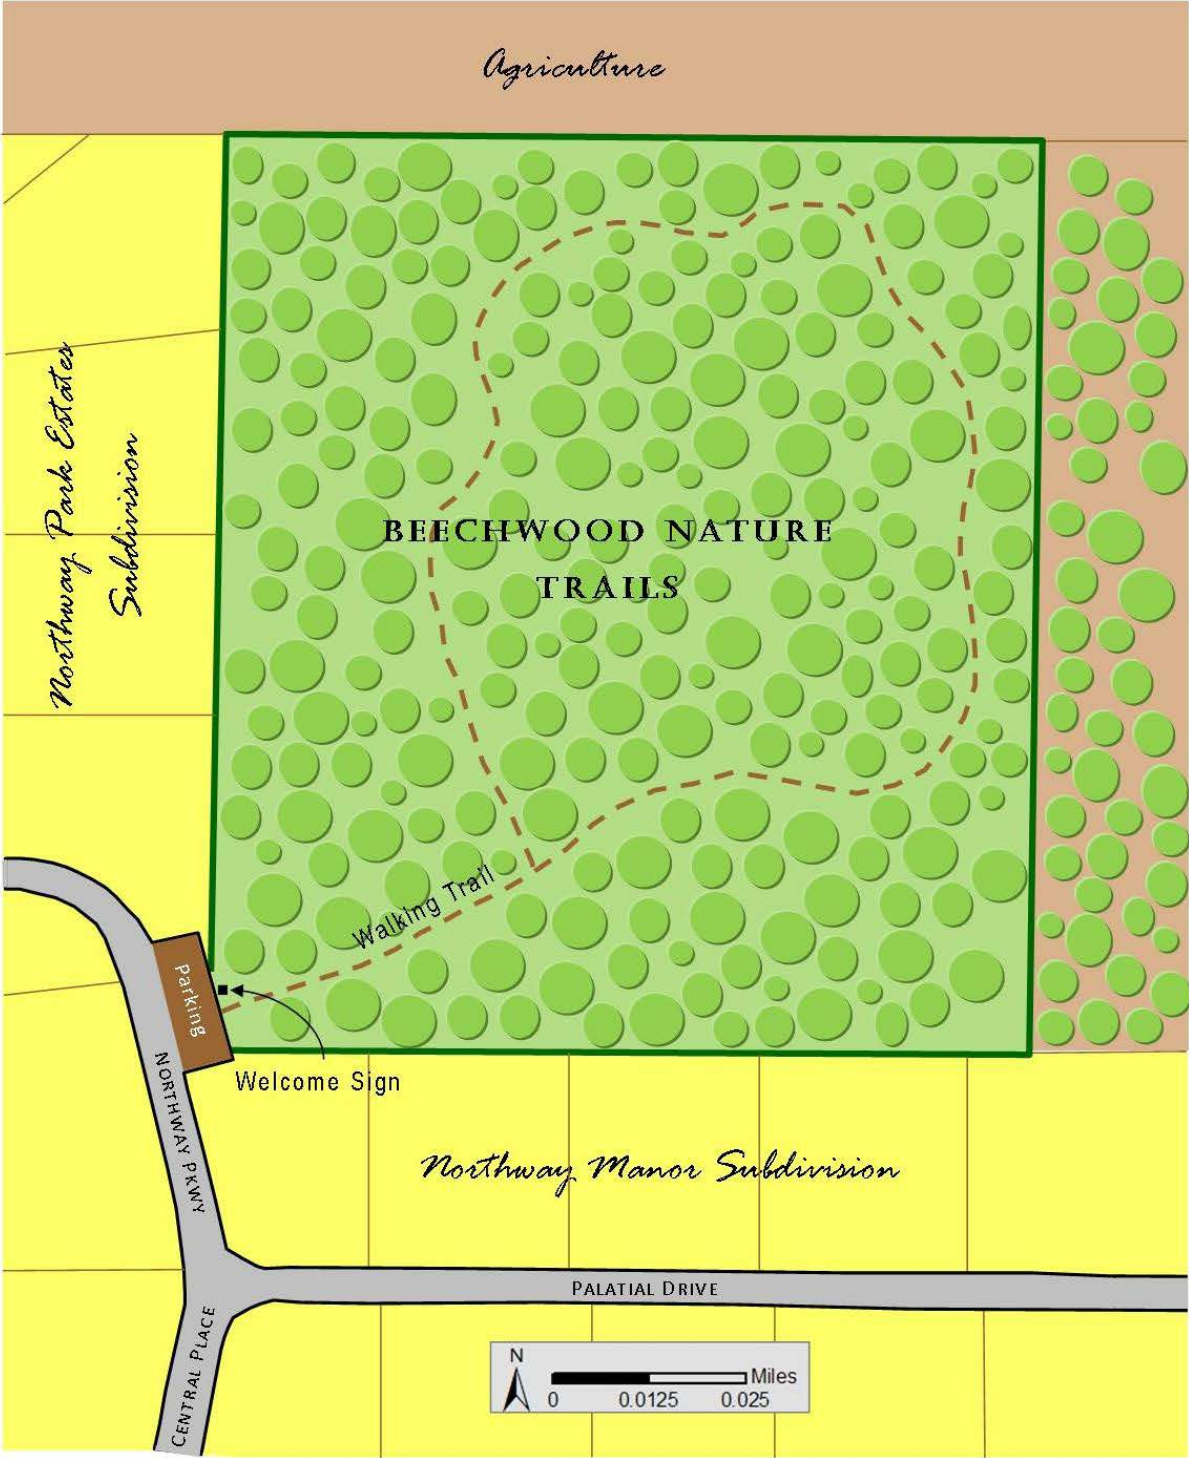 Agriculture
Northway Park Estates
Subdivision
BEECHWOOD NATURE
TRAILS
Walking Trail
Parking
Welcome Sign
NORTHWAY PKWY
Northway Manor Subdivision
PALATIAL DRIVE
CENTRAL PLACE
N
Miles
0 0.0125 0.025